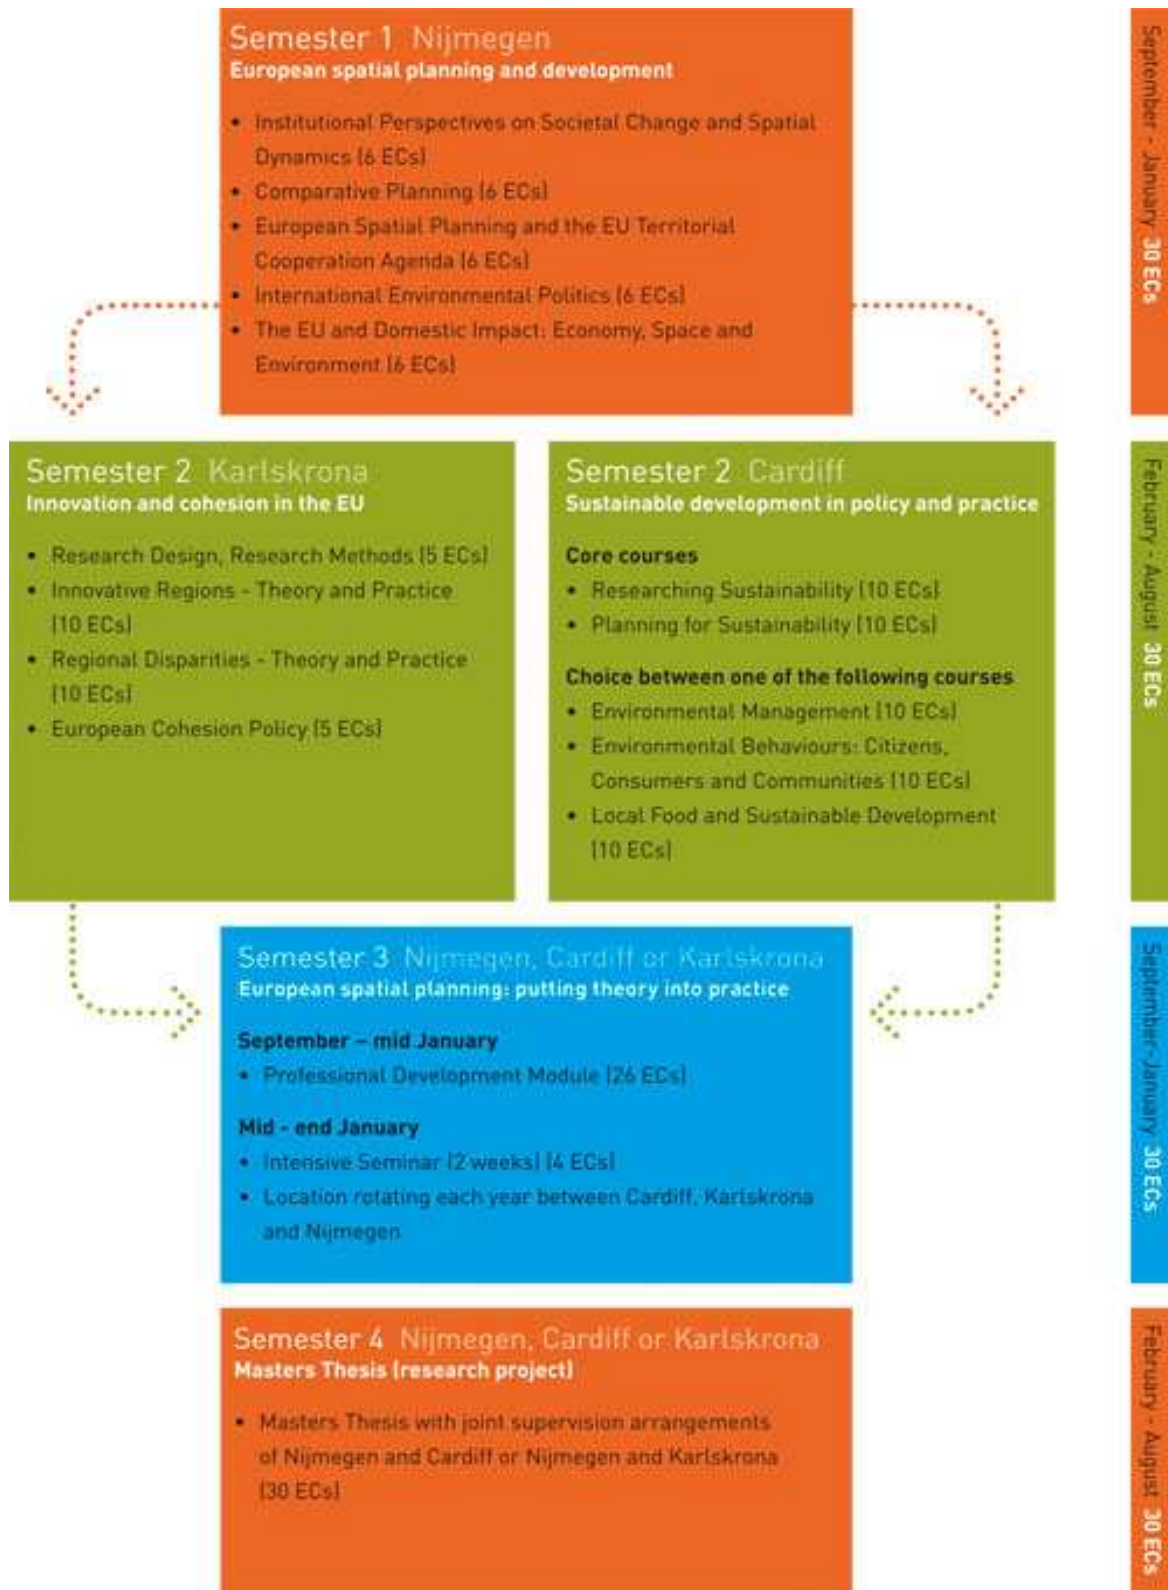 Semester 1 Nijmegen
European spatial planning and development
• Institutional Perspectives on Societal Change and Spatial
Dynamics (6 ECs)
• Comparative Planning (6 ECs)
• European Spatial Planning and the EU Territorial
Cooperation Agenda (6 ECs)
• International Environmental Politics (6 ECs)
• The EU and Domestic Impact: Economy, Space and
Environment (6 ECs)
September - January 30 ECs
Semester 2 Karlskrona
Innovation and cohesion in the EU
• Research Design, Research Methods (5 ECs)
• Innovative Regions - Theory and Practice
(10 ECs)
• Regional Disparities - Theory and Practice
(10 ECs)
• European Cohesion Policy (5 ECs)
Semester 2 Cardiff
Sustainable development in policy and practice
Core courses
• Researching Sustainability (10 ECs)
• Planning for Sustainability (10 ECs)
Choice between one of the following courses
• Environmental Management (10 ECs)
• Environmental Behaviours: Citizens,
Consumers and Communities (10 ECs)
• Local Food and Sustainable Development
(10 ECs)
February - August 30 ECs
Semester 3 Nijmegen, Cardiff or Karlskrona
European spatial planning: putting theory into practice
September – mid January
• Professional Development Module (26 ECs)
Mid - end January
• Intensive Seminar (2 weeks) (4 ECs)
• Location rotating each year between Cardiff, Karlskrona
and Nijmegen
September-January 30 ECs
Semester 4 Nijmegen, Cardiff or Karlskrona
Masters Thesis (research project)
• Masters Thesis with joint supervision arrangements
of Nijmegen and Cardiff or Nijmegen and Karlskrona
(30 ECs)
February - August 30 ECs